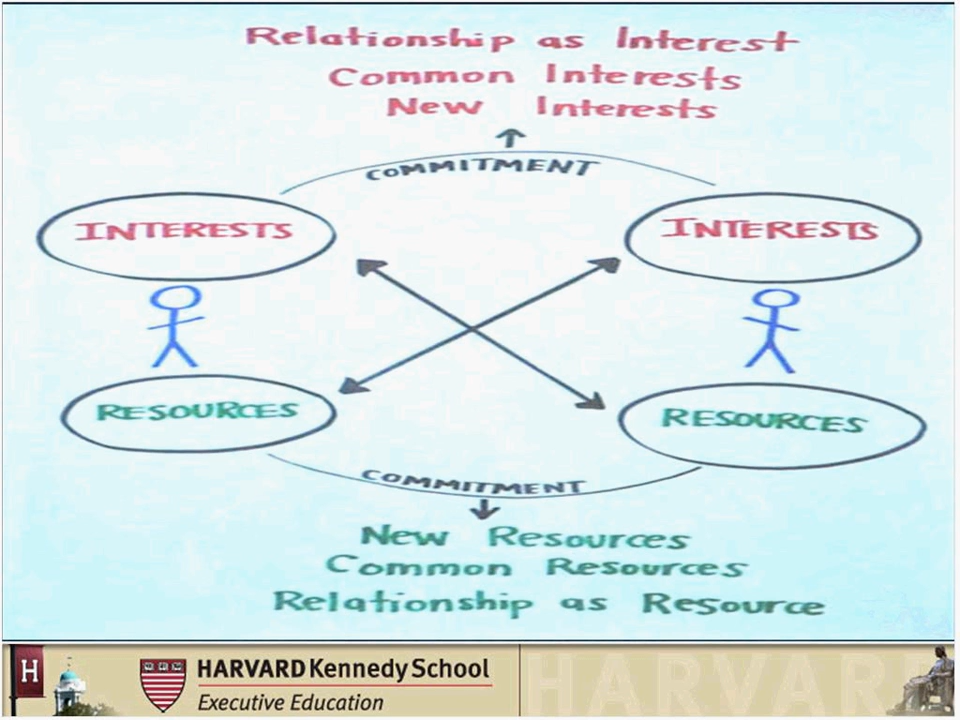 Relationship as Interest
Common Interests
New Interests
COMMITMENT
INTERESTS
INTERESTS
RESOURCES
RESOURCES
COMMITMENT
New Resources
Common Resources
Relationship as Resource
H
HARVARD Kennedy School
Executive Education
HARVARD